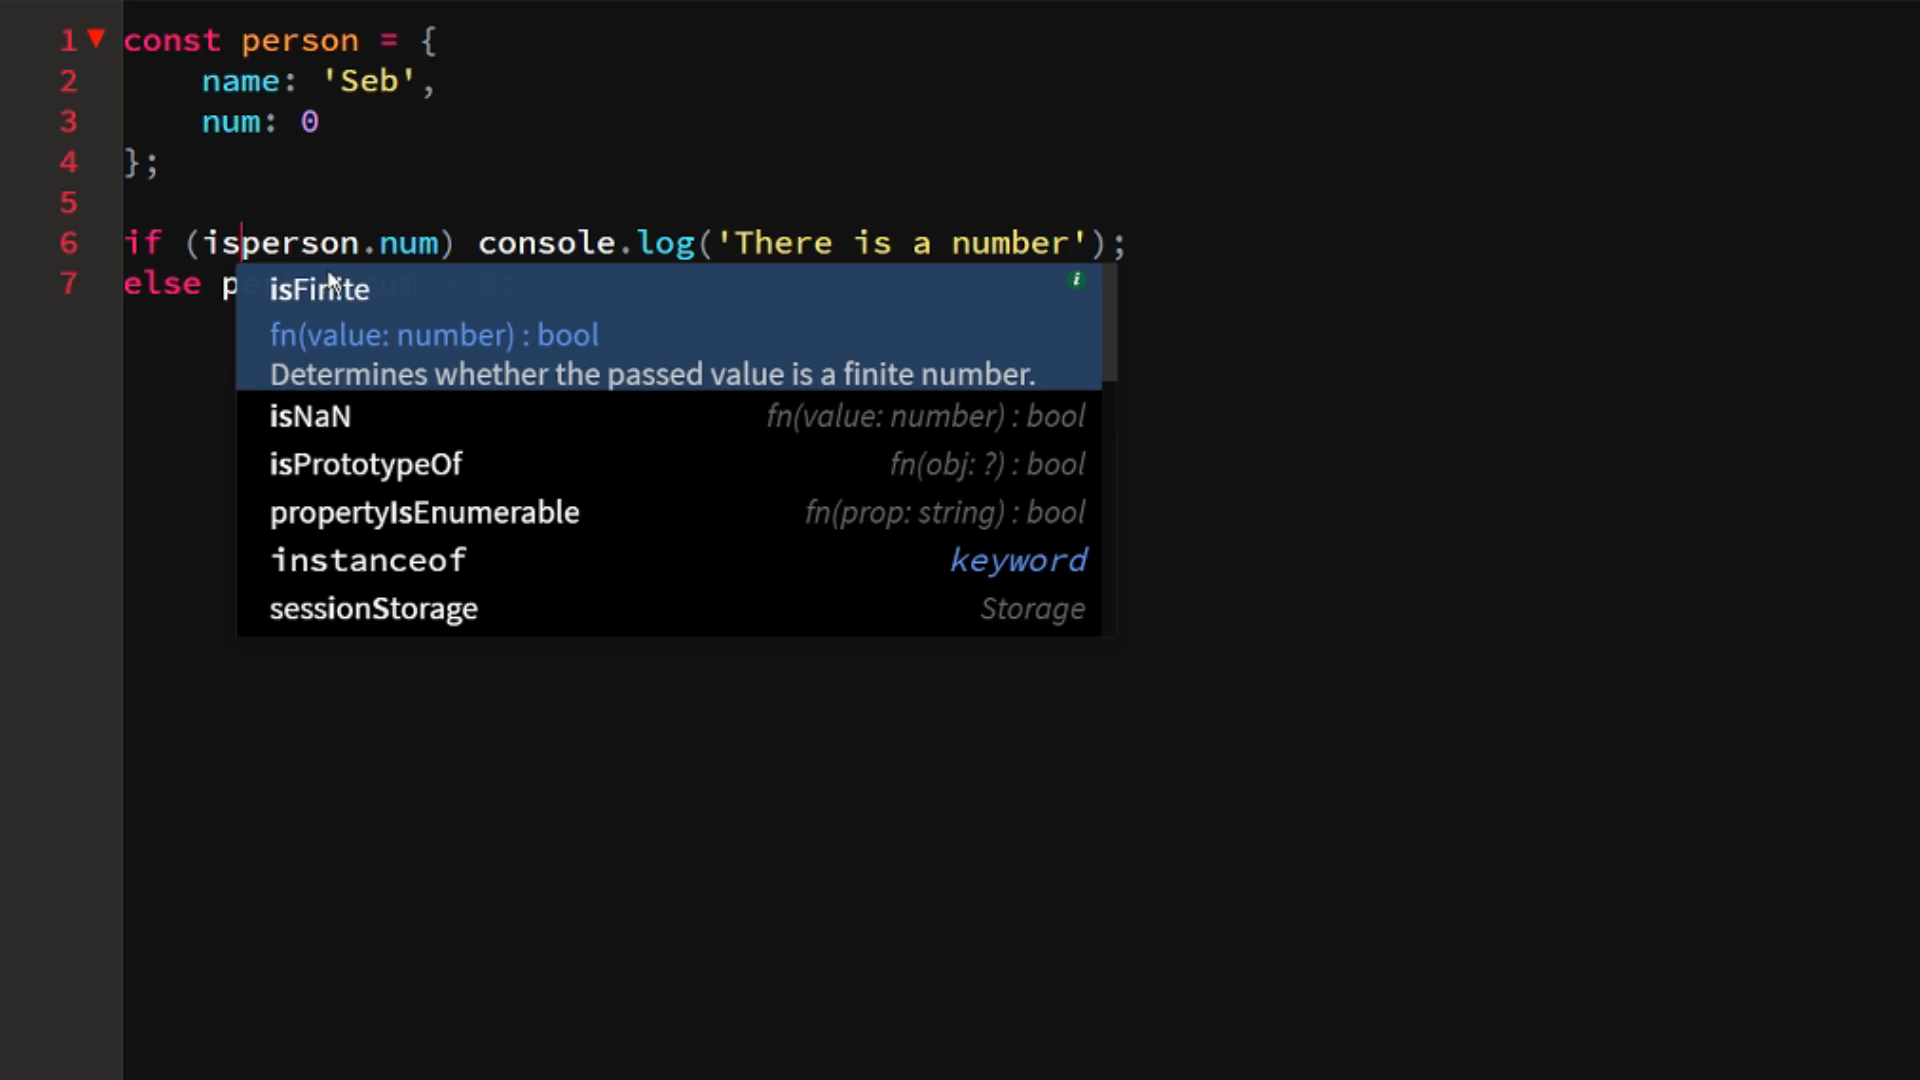 1 const person = {
2 name: 'Seb',
3 num: 0
4 };
5
6 if (isperson.num) console.log('There is a number');
7 else p
isFinite
fn(value: number) : bool
Determines whether the passed value is a finite number.
isNaN fn(value: number) : bool
isPrototypeOf fn(obj: ?) : bool
propertyIsEnumerable fn(prop: string) : bool
instanceof keyword
sessionStorage Storage